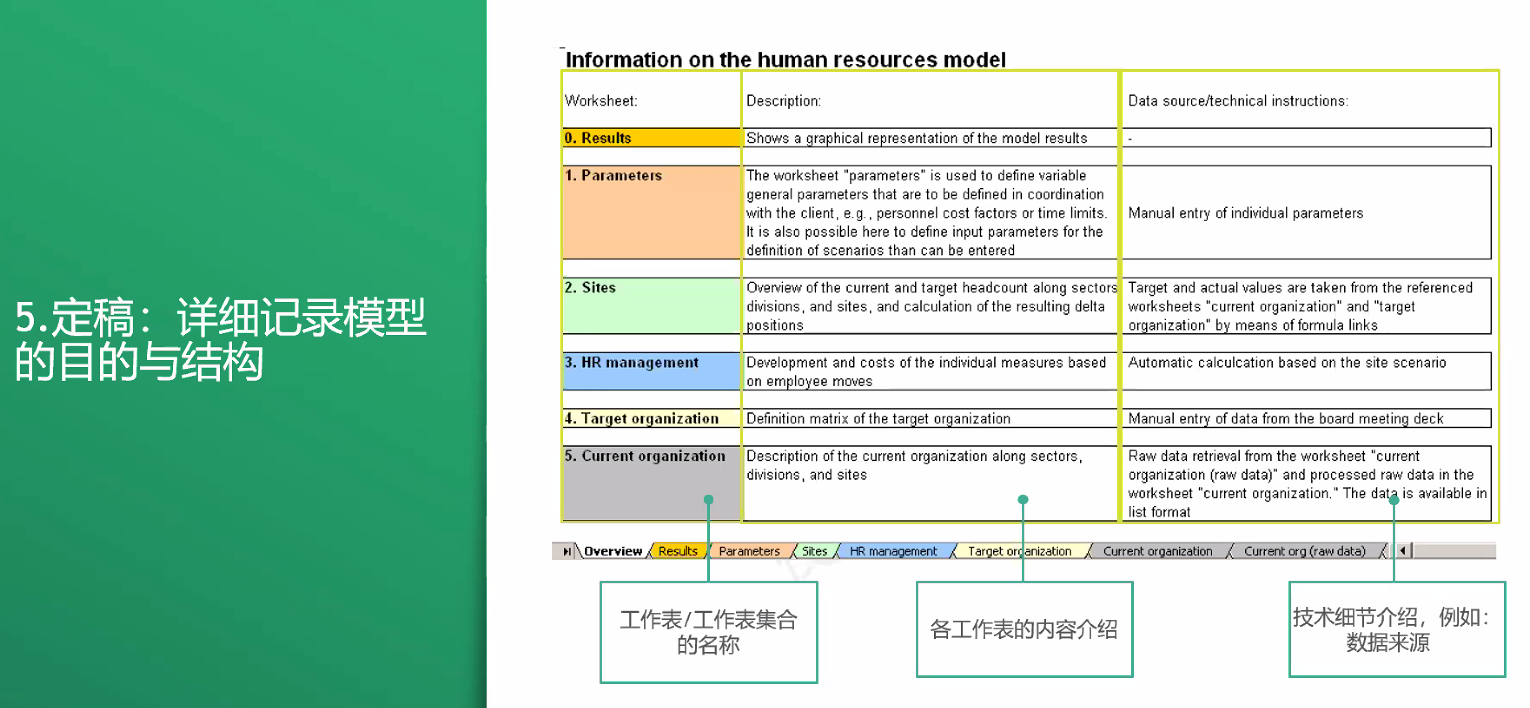 5.定稿：详细记录模型
的目的与结构
Information on the human resources model
Worksheet:
Description:
Data source/technical instructions:
0. Results
Shows a graphical representation of the model results
-
1. Parameters
The worksheet "parameters" is used to define variable
general parameters that are to be defined in coordination
with the client, e.g., personnel cost factors or time limits.
It is also possible here to define input parameters for the
definition of scenarios than can be entered
Manual entry of individual parameters
2. Sites
Overview of the current and target headcount along sectors
divisions, and sites, and calculation of the resulting delta
positions
Target and actual values are taken from the referenced
worksheets "current organization" and "target
organization" by means of formula links
3. HR management
Development and costs of the individual measures based
on employee moves
Automatic calculcation based on the site scenario
4. Target organization
Definition matrix of the target organization
Manual entry of data from the board meeting deck
5. Current organization
Description of the current organization along sectors,
divisions, and sites
Raw data retrieval from the worksheet "current
organization (raw data)" and processed raw data in the
worksheet "current organization." The data is available in
list format
Overview
Results
Parameters
Sites
HR management
Target organization
Current organization
Current org (raw data)
工作表/工作表集合
的名称
各工作表的内容介绍
技术细节介绍，例如：
数据来源